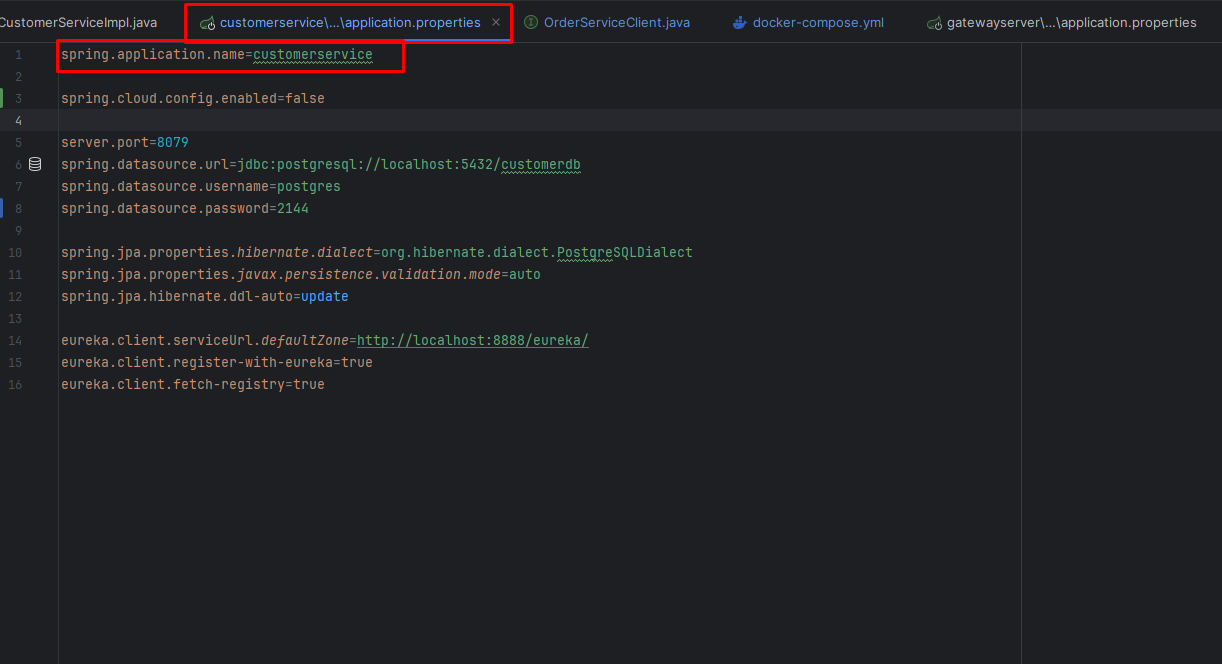 CustomerServiceImpl.java customerservice\...\application.properties × OrderServiceClient.java docker-compose.yml gatewayserver\...\application.properties
1 spring.application.name=customerservice
2
3 spring.cloud.config.enabled=false
4
5 server.port=8079
6 spring.datasource.url=jdbc:postgresql://localhost:5432/customerdb
7 spring.datasource.username=postgres
8 spring.datasource.password=2144
9
10 spring.jpa.properties.hibernate.dialect=org.hibernate.dialect.PostgreSQLDialect
11 spring.jpa.properties.javax.persistence.validation.mode=auto
12 spring.jpa.hibernate.ddl-auto=update
13
14 eureka.client.serviceUrl.defaultZone=http://localhost:8888/eureka/
15 eureka.client.register-with-eureka=true
16 eureka.client.fetch-registry=true